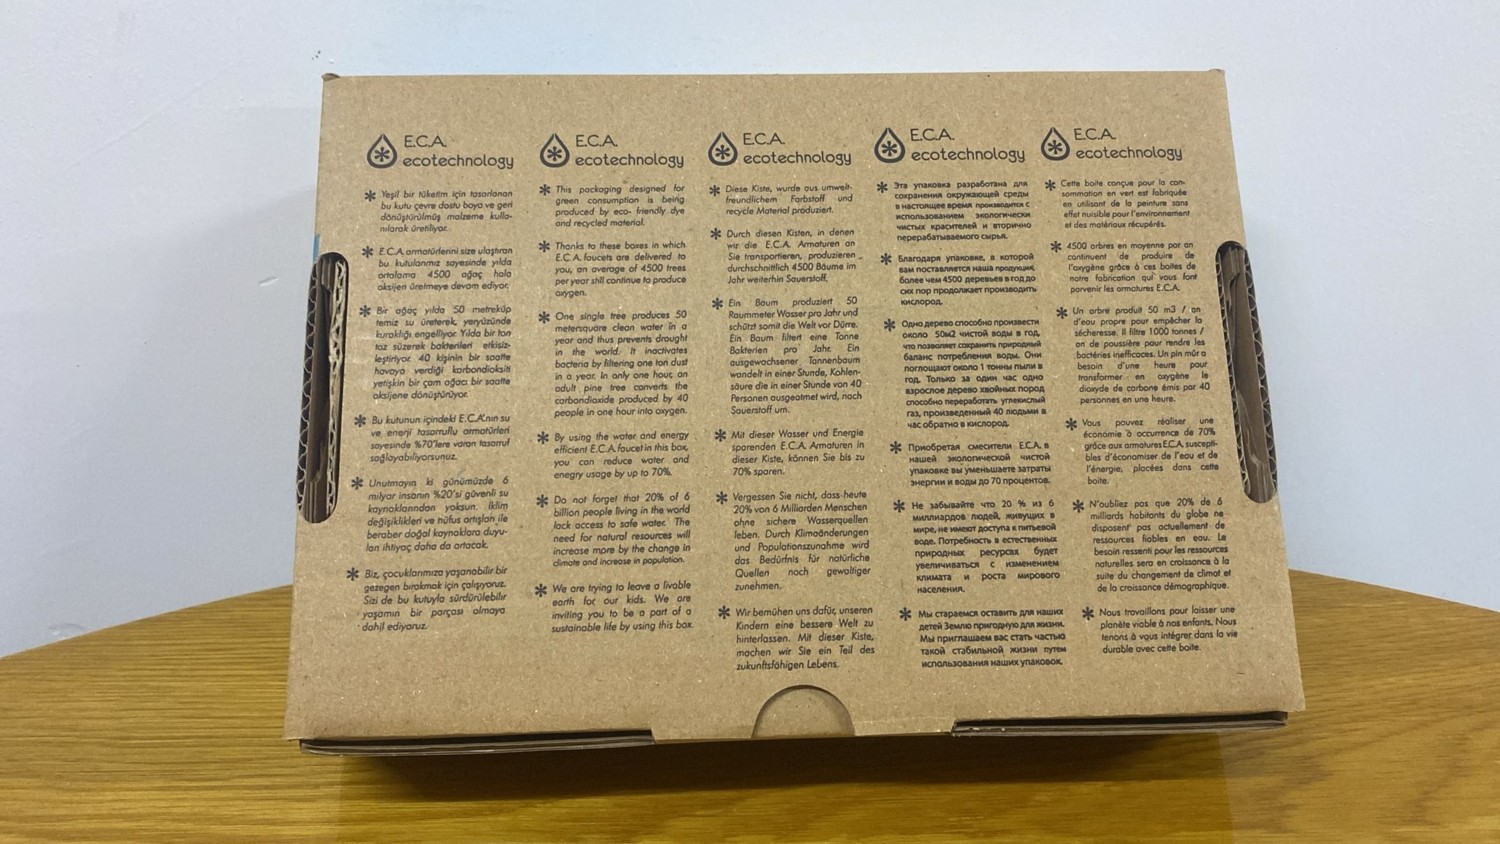 E.C.A.
ecotechnology
* Yeşil bir tüketim için tasarlanan
bu kutu çevre dostu boya ve geri
dönüştürülmüş malzeme kulla-
nılarak üretiliyor.
* E.C.A armatürlerini size ulaştıran
bu kutularımız sayesinde yılda
ortalama 4500 ağaç hala
oksijen üretmeye devam ediyor.
* Bir ağaç yılda 50 metreküp
temiz su üreterek, yeryüzünde
kuraklığı engelliyor. Yılda bir ton
toz süzerek bakterileri etkisiz-
leştiriyor. 40 kişinin bir saatte
havaya verdiği karbondioksiti
yetişkin bir çam ağacı bir saatte
oksijene dönüştürüyor.
* Bu kutunun içindeki E.C.A.'nın su
ve enerji tasarruflu armatürleri
sayesinde %70'lere varan tasarruf
sağlayabiliyorsunuz.
* Unutmayın ki günümüzde 6
milyar insanın %20'si güvenli su
kaynaklarından yoksun. İklim
değişiklikleri ve nüfus artışları ile
beraber doğal kaynaklara duyu-
lan ihtiyaç daha da artacak.
* Biz, çocuklarımıza yaşanabilir bir
gezegen bırakmak için çalışıyoruz.
Sizi de bu kutuyla sürdürülebilir
yaşamın bir parçası olmaya
dahil ediyoruz.
E.C.A.
ecotechnology
* This packaging designed for
green consumption is being
produced by eco- friendly dye
and recycled material.
* Thanks to these boxes in which
E.C.A. faucets are delivered to
you, an average of 4500 trees
per year still continue to produce
oxygen.
* One single tree produces 50
metersquare clean water in a
year and thus prevents drought
in the world. It inactivates
bacteria by filtering one ton dust
in a year. In only one hour, an
adult pine tree converts the
carbondioxide produced by 40
people in one hour into oxygen.
* By using the water and energy
efficient E.C.A. faucet in this box,
you can reduce water and
enegry usage by up to 70%.
* Do not forget that 20% of 6
billion people living in the world
lack access to safe water. The
need for natural resources will
increase more by the change in
climate and increase in population.
* We are trying to leave a livable
earth for our kids. We are
inviting you to be a part of a
sustainable life by using this box.
E.C.A.
ecotechnology
* Diese Kiste, wurde aus umwelt-
freundlichem Farbstoff und
recycle Material produziert.
* Durch diesen Kisten, in denen
wir die E.C.A. Armaturen an
Sie transportieren, produzieren
durchschnittlich 4500 Bäume im
Jahr weiterhin Sauerstoff.
* Ein Baum produziert 50
Raummeter Wasser pro Jahr und
schützt somit die Welt vor Dürre.
Ein Baum filtert eine Tonne
Bakterien pro Jahr. Ein
ausgewachsener Tannenbaum
wandelt in einer Stunde, Kohlen-
säure die in einer Stunde von 40
Personen ausgeatmet wird, nach
Sauerstoff um.
* Mit dieser Wasser und Energie
sparenden E.C.A. Armaturen in
dieser Kiste, können Sie bis zu
70% sparen.
* Vergessen Sie nicht, dass heute
20% von 6 Milliarden Menschen
ohne sichere Wasserquellen
leben. Durch Klimaänderungen
und Populationszunahme wird
das Bedürfnis für natürliche
Quellen noch gewaltiger
zunehmen.
* Wir bemühen uns dafür, unseren
Kindern eine bessere Welt zu
hinterlassen. Mit dieser Kiste,
machen wir Sie ein Teil des
zukunftsfähigen Lebens.
E.C.A.
ecotechnology
* Эта упаковка разработана для
сохранения окружающей среды
в настоящее время производится с
использованием экологически
чистых красителей и вторично
перерабатываемого сырья.
* Благодаря упаковке, в которой
вам поставляется наша продукция,
более чем 4500 деревьев в год до
сих пор продолжает производить
кислород.
* Одно дерево способно произвести
около 50м2 чистой воды в год,
что позволяет сохранить природный
баланс потребления воды. Они
поглощают около 1 тонны пыли в
год. Только за один час одно
взрослое дерево хвойных пород
способно переработать углекислый
газ, произведенный 40 людьми в
час обратно в кислород.
* Приобретая смесители E.C.A. в
нашей экологической чистой
упаковке вы уменьшаете затраты
энергии и воды до 70 процентов.
* Не забывайте что 20 % из 6
миллиардов людей, живущих в
мире, не имеют доступа к питьевой
воде. Потребность в естественных
природных ресурсах будет
увеличиваться с изменением
климата и роста мирового
населения.
* Мы стараемся оставить для наших
детей Землю пригодную для жизни.
Мы приглашаем вас стать частью
такой стабильной жизни путем
использования наших упаковок.
E.C.A.
ecotechnology
* Cette boite conçue pour la con-
sommation en vert est fabriquée
en utilisant de la peinture sans
effet nuisible pour l'environnement
et des matériaux récupérés.
* 4500 arbres en moyenne par an
continuent de produire de
l'oxygène grâce à ces boites de
notre fabrication qui vous font
parvenir les armatures E.C.A.
* Un arbre produit 50 m3 / an
d'eau propre pour empêcher la
sécheresse. Il filtre 1000 tonnes /
an de poussière pour rendre les
bactéries inefficaces. Un pin mûr a
besoin d'une heure pour
transformer en oxygène le
dioxyde de carbone émis par 40
personnes en une heure.
* Vous pouvez réaliser une
économie à occurrence de 70%
grâce aux armatures E.C.A. suscepti-
bles d'économiser de l'eau et de
l'énergie, placées dans cette
boite.
* N'oubliez pas que 20% de 6
milliards habitants du globe ne
disposent pas actuellement de
ressources fiables en eau. Le
besoin ressenti pour les ressources
naturelles sera en croissance à la
suite du changement de climat et
de la croissance démographique.
* Nous travaillons pour laisser une
planète viable à nos enfants. Nous
tenons à vous intégrer dans la vie
durable avec cette boite.